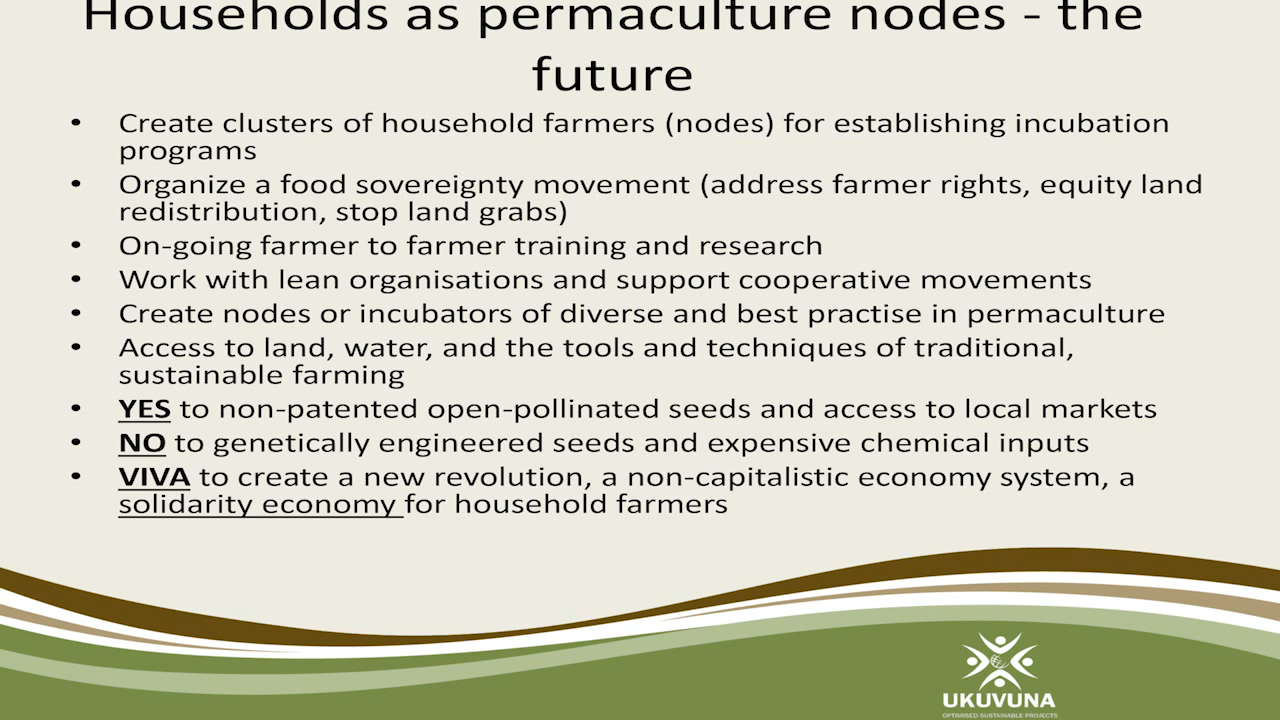 Households as permaculture nodes - the
future
• Create clusters of household farmers (nodes) for establishing incubation
programs
• Organize a food sovereignty movement (address farmer rights, equity land
redistribution, stop land grabs)
• On-going farmer to farmer training and research
• Work with lean organisations and support cooperative movements
• Create nodes or incubators of diverse and best practise in permaculture
• Access to land, water, and the tools and techniques of traditional,
sustainable farming
• YES to non-patented open-pollinated seeds and access to local markets
• NO to genetically engineered seeds and expensive chemical inputs
• VIVA to create a new revolution, a non-capitalistic economy system, a
solidarity economy for household farmers
UKUVUNA
OPTIMISED SUSTAINABLE PROJECTS